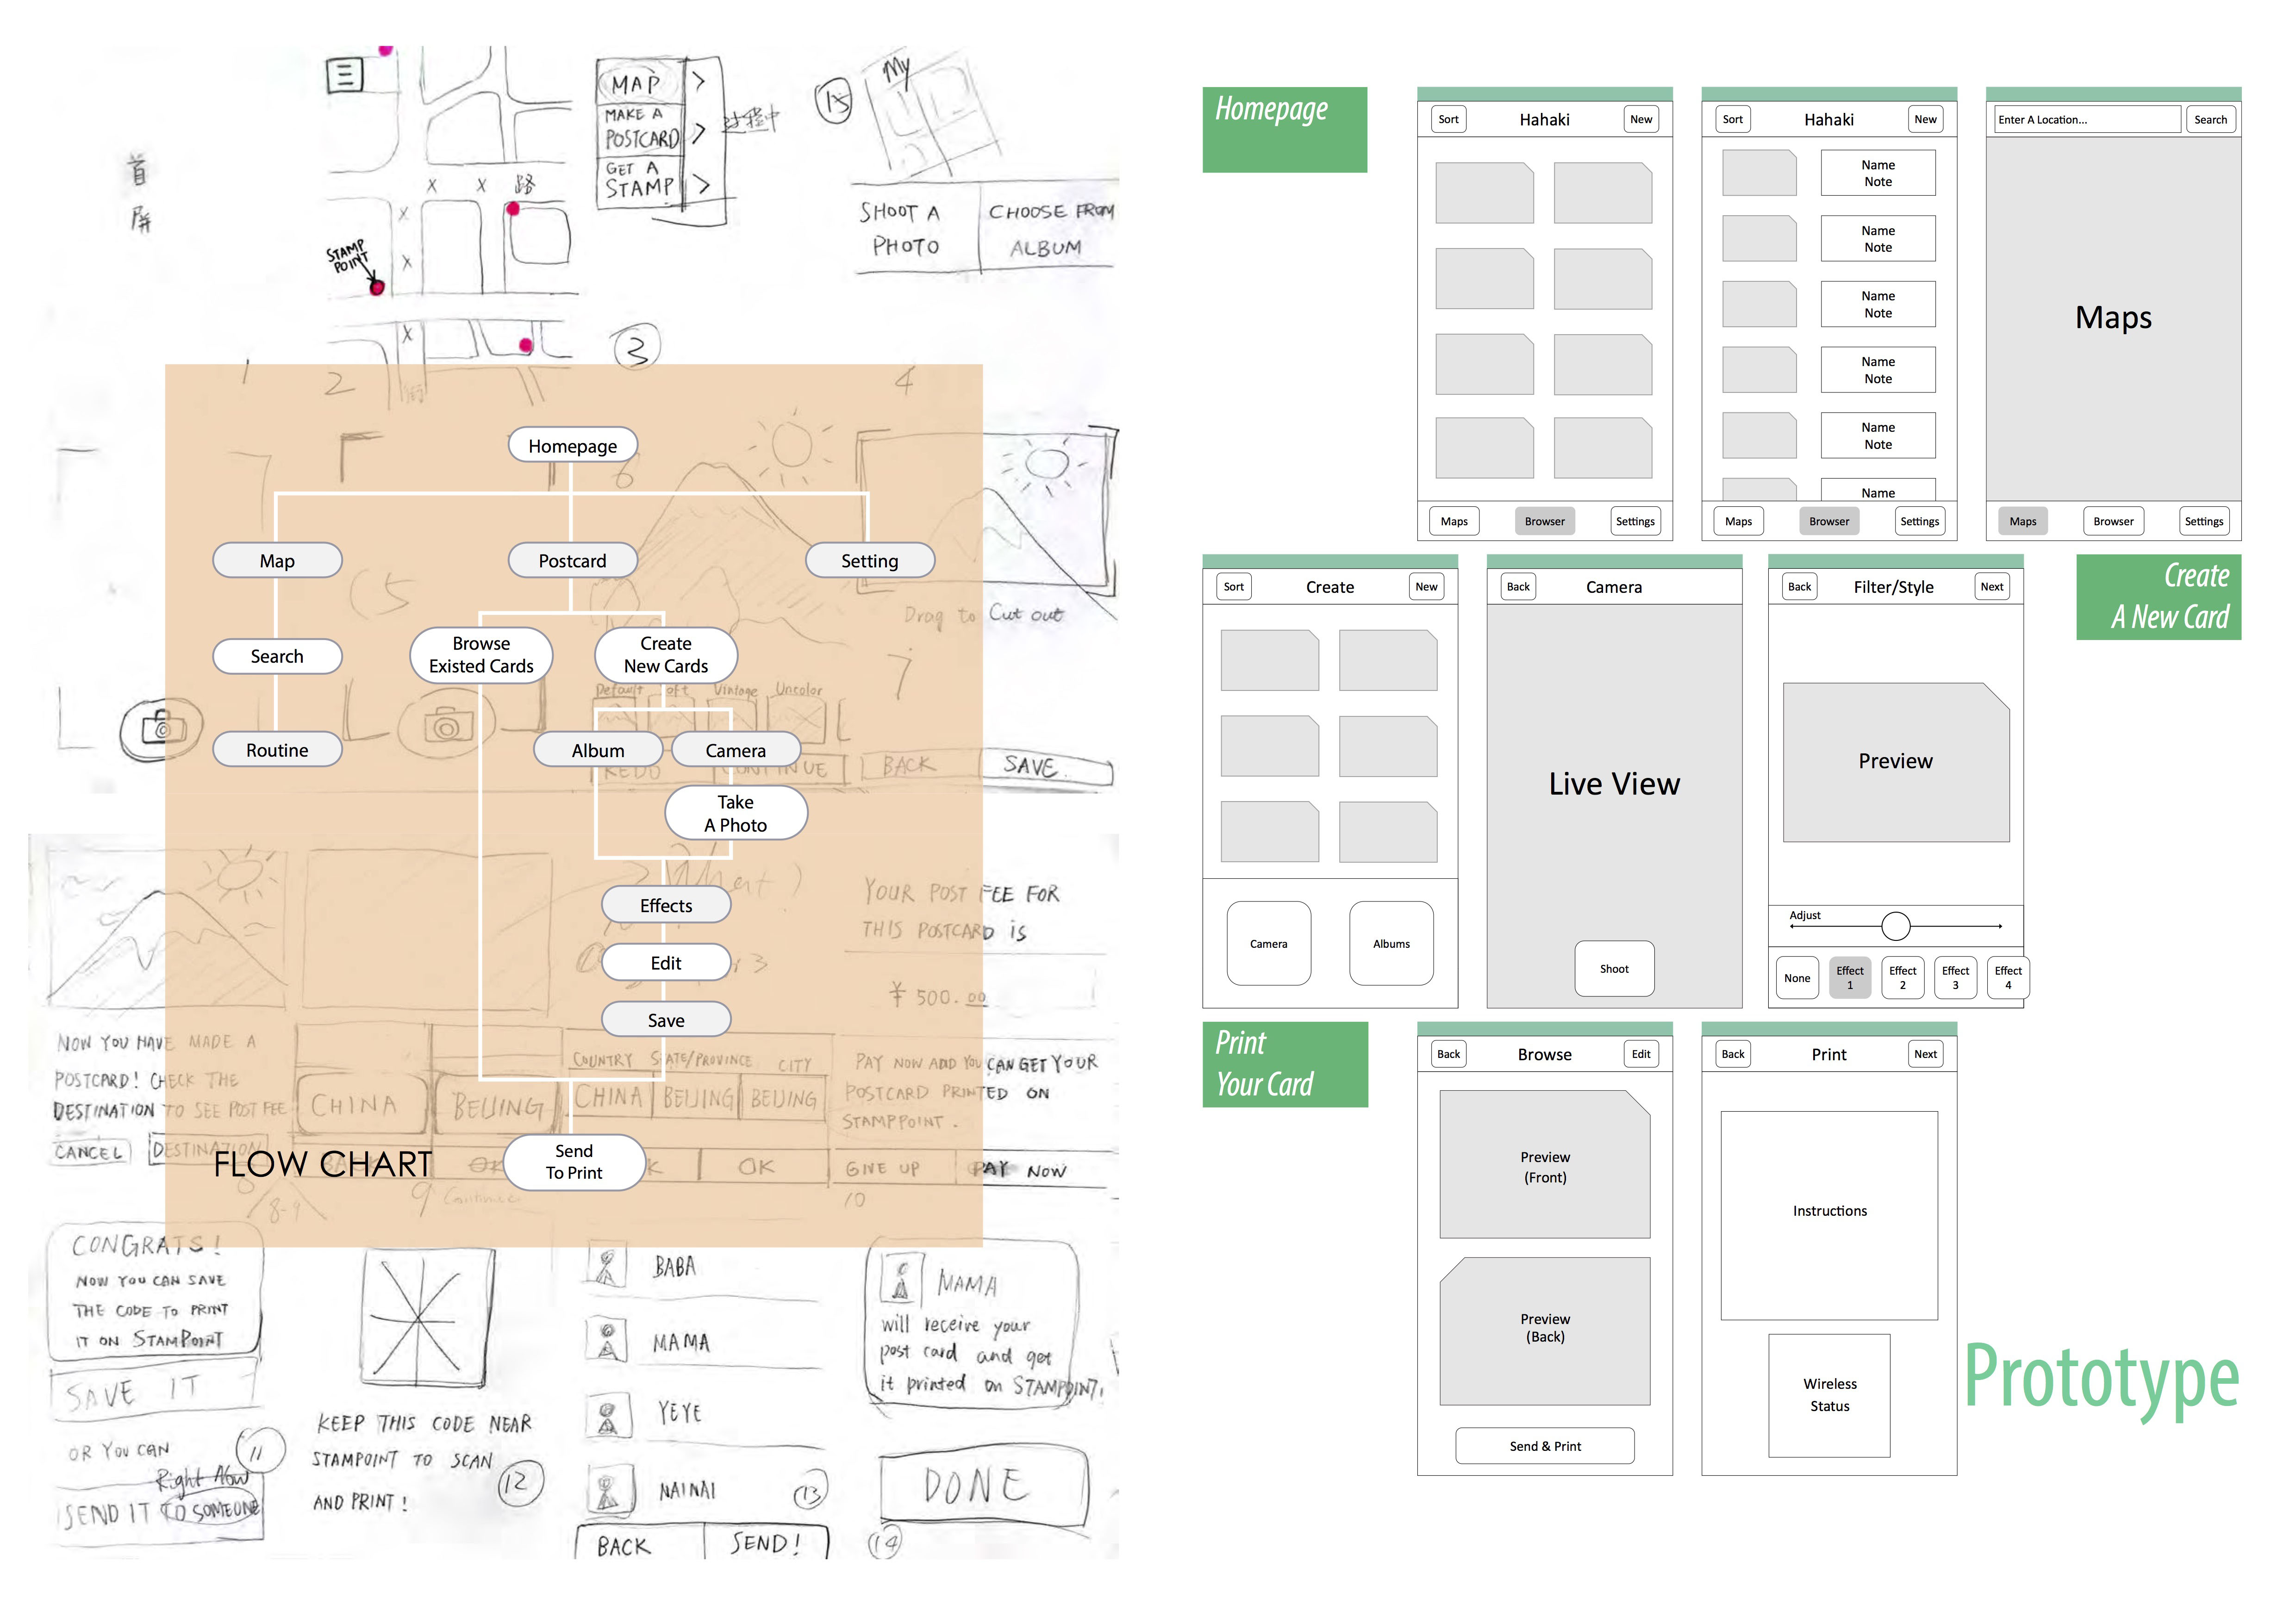 首
屏
MAP
MAKE A
POSTCARD
GET A
STAMP
过程中
15
My
SHOOT A
PHOTO
CHOOSE FROM
ALBUM
X X 路
X
X
STAMP
POINT
X
街
3
1
2
4
6
5
Drag to Cut out
7
Default Soft Vintage Uncolor
REDO
CONTINUE
BACK
SAVE
Homepage
Map
Postcard
Setting
Search
Browse
Existed Cards
Create
New Cards
Routine
Album
Camera
Take
A Photo
Effects
Edit
Save
Send
To Print
FLOW CHART
YOUR POST FEE FOR
THIS POSTCARD IS
¥ 500.00
NOW YOU HAVE MADE A
POSTCARD! CHECK THE
DESTINATION TO SEE POST FEE
CANCEL
DESTINATION
CHINA
BEIJING
COUNTRY STATE/PROVINCE CITY
CHINA BEIJING BEIJING
OK
PAY NOW AND YOU CAN GET YOUR
POSTCARD PRINTED ON
STAMPPOINT.
GIVE UP
PAY NOW
8-9
9
Continue
10
CONGRATS!
NOW YOU CAN SAVE
THE CODE TO PRINT
IT ON STAMPOINT
SAVE IT
OR YOU CAN
11
Right Now
SEND IT TO SOMEONE
KEEP THIS CODE NEAR
STAMPOINT TO SCAN
AND PRINT!
12
BABA
MAMA
YEYE
NAINAI
13
BACK
SEND!
MAMA
will receive your
post card and get
it printed on STAMPOINT.
DONE
14
Homepage
Sort
Hahaki
New
Maps
Browser
Settings
Sort
Hahaki
New
Name
Note
Name
Note
Name
Note
Name
Note
Name
Note
Name
Maps
Browser
Settings
Enter A Location...
Search
Maps
Maps
Browser
Settings
Create
A New Card
Sort
Create
New
Camera
Albums
Back
Camera
Live View
Shoot
Back
Filter/Style
Next
Preview
Adjust
None
Effect
1
Effect
2
Effect
3
Effect
4
Print
Your Card
Back
Browse
Edit
Preview
(Front)
Preview
(Back)
Send & Print
Back
Print
Next
Instructions
Wireless
Status
Prototype